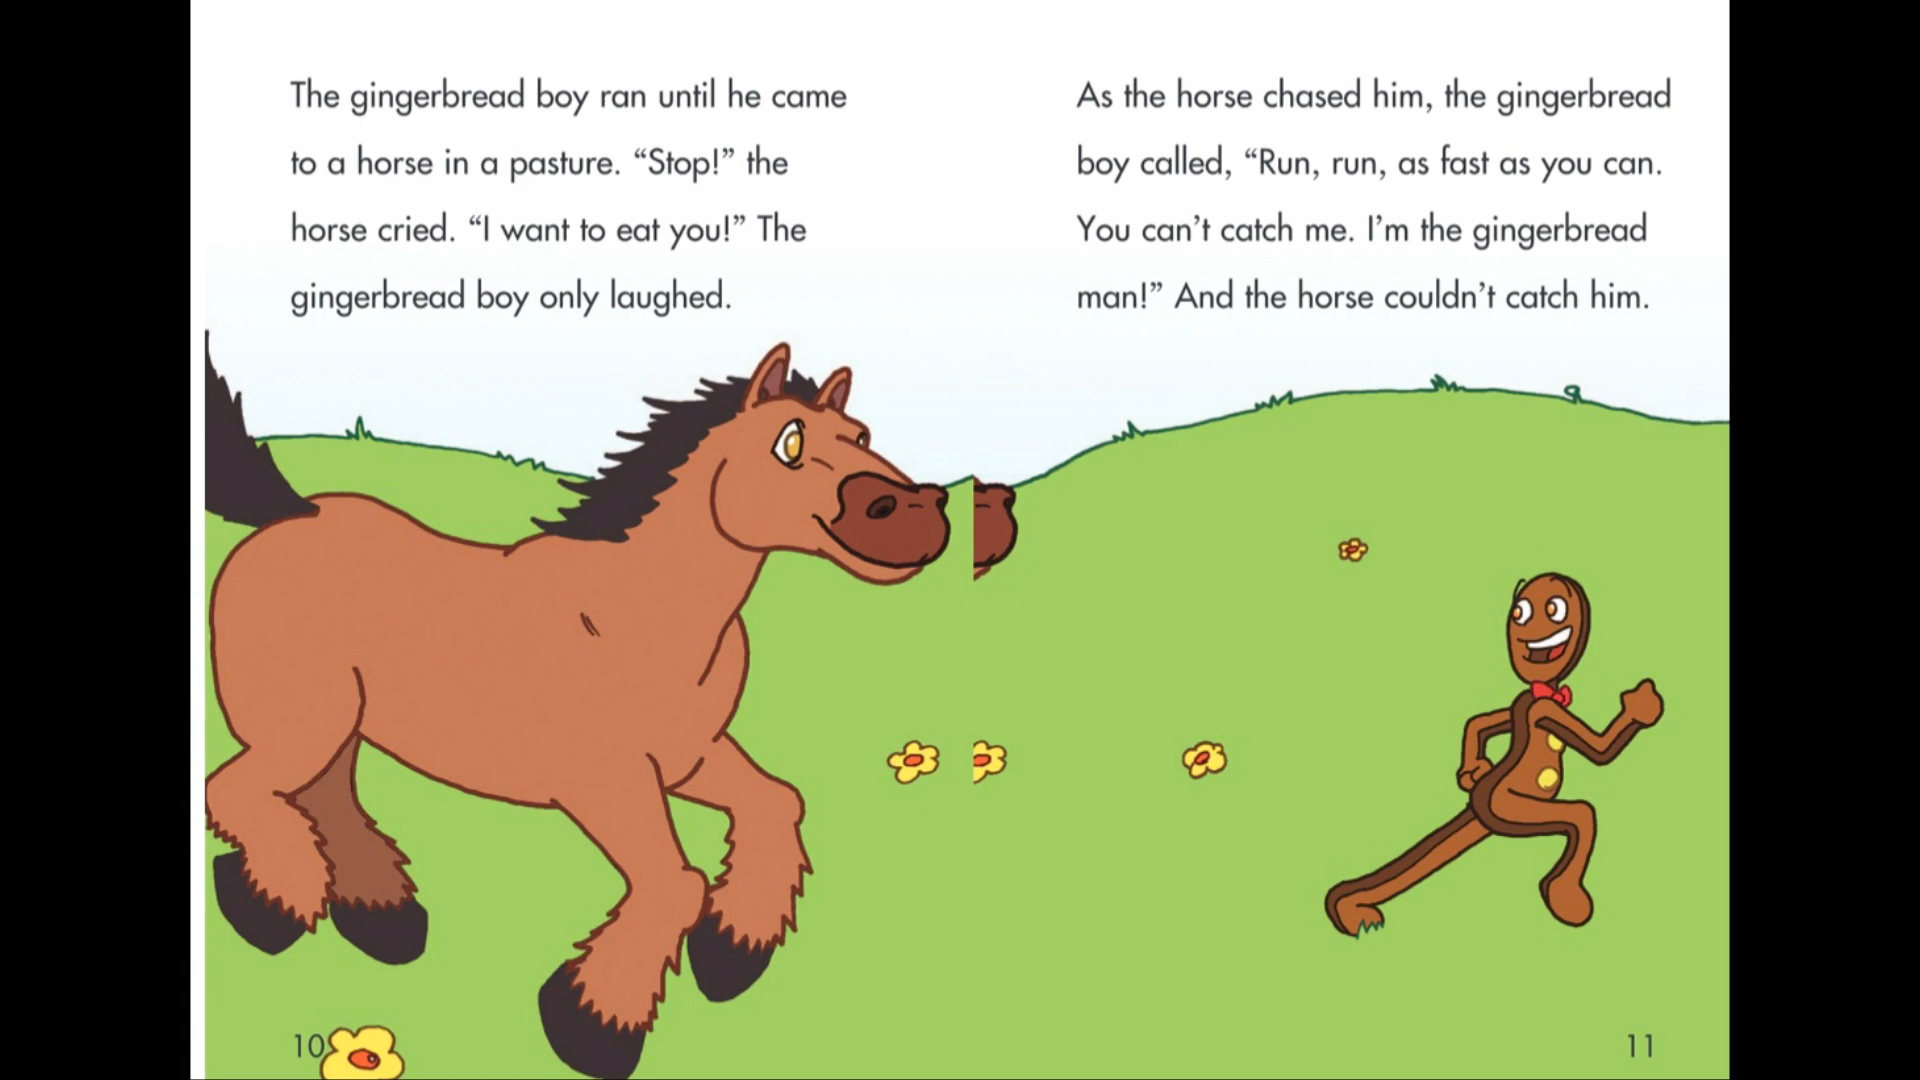 The gingerbread boy ran until he came
to a horse in a pasture. “Stop!” the
horse cried. “I want to eat you!” The
gingerbread boy only laughed.
10
As the horse chased him, the gingerbread
boy called, “Run, run, as fast as you can.
You can’t catch me. I’m the gingerbread
man!” And the horse couldn’t catch him.
11